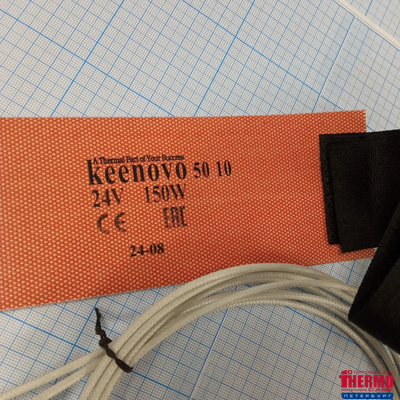 A Thermal Part of Your Success
keenovo 50 10
24V 150W
CE EAC
24-08
THERMO
ПЕТЕРБУРГ